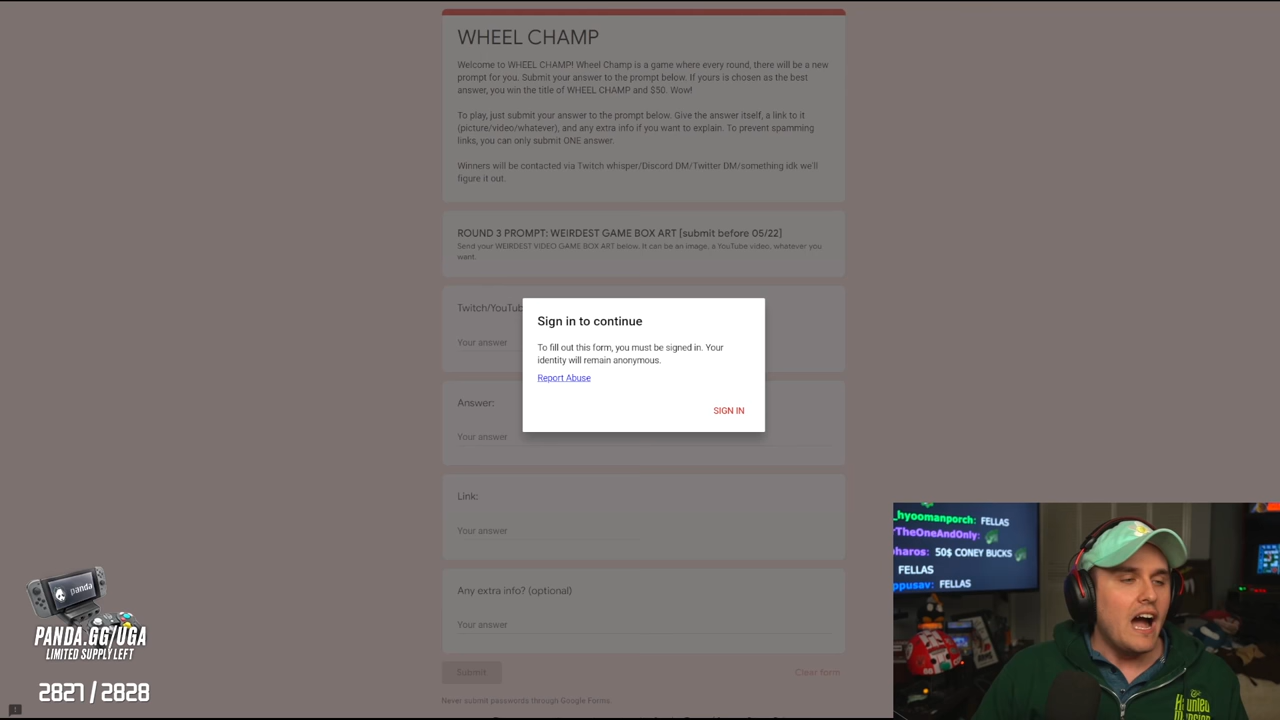 WHEEL CHAMP
Welcome to WHEEL CHAMP! Wheel Champ is a game where every round, there will be a new
prompt for you. Submit your answer to the prompt below. If yours is chosen as the best
answer, you win the title of WHEEL CHAMP and $50. Wow!
To play, just submit your answer to the prompt below. Give the answer itself, a link to it
(picture/video/whatever), and any extra info if you want to explain. To prevent spamming
links, you can only submit ONE answer.
Winners will be contacted via Twitch whisper/Discord DM/Twitter DM/something idk we'll
figure it out.
ROUND 3 PROMPT: WEIRDEST GAME BOX ART [submit before 05/22]
Send your WEIRDEST VIDEO GAME BOX ART below. It can be an image, a YouTube video, whatever you
want.
Twitch/YouTub
Your answer
Sign in to continue
To fill out this form, you must be signed in. Your
identity will remain anonymous.
Report Abuse
SIGN IN
Answer:
Your answer
Link:
Your answer
Any extra info? (optional)
Your answer
Submit
Clear form
Never submit passwords through Google Forms.
panda
PANDA.GG/UGA
LIMITED SUPPLY LEFT
2827 / 2828
_hyoomanporch: FELLAS
rTheOneAndOnly:
haros: 50$ CONEY BUCKS
FELLAS
ppusav: FELLAS